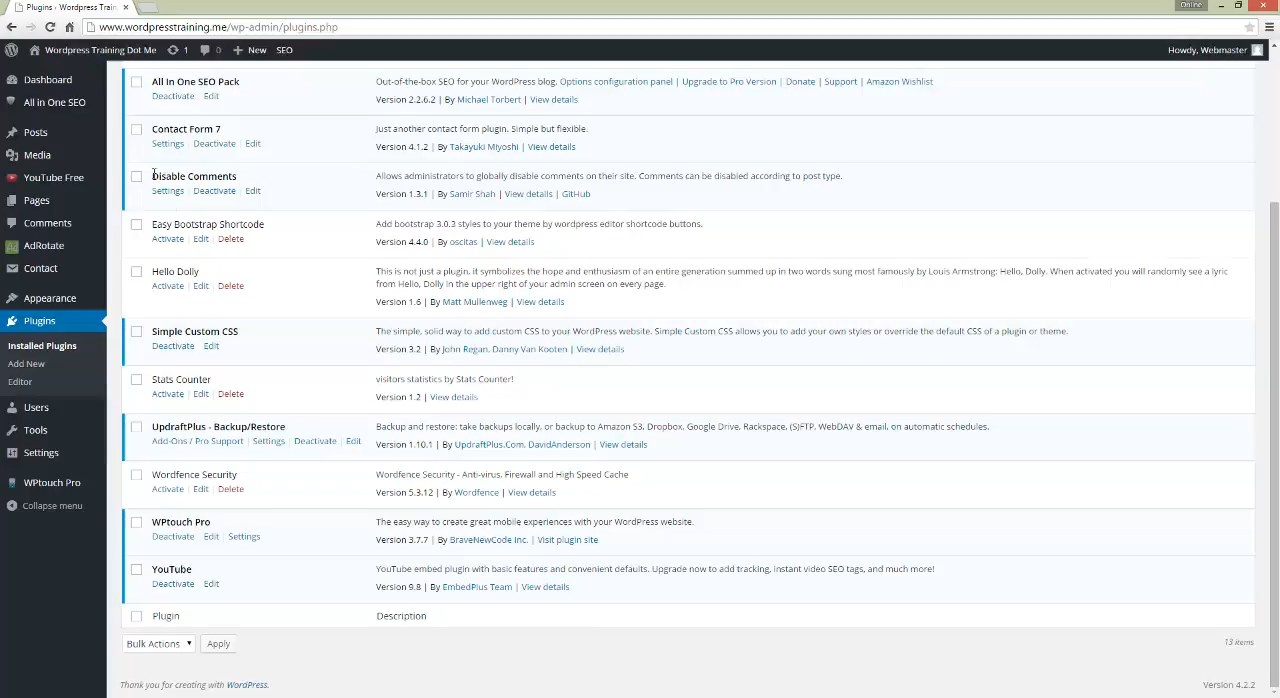 Plugins ‹ Wordpress Train
Online
www.wordpresstraining.me/wp-admin/plugins.php
Wordpress Training Dot Me 1 0 New SEO Howdy, Webmaster
Dashboard
All in One SEO
Posts
Media
YouTube Free
Pages
Comments
AdRotate
Contact
Appearance
Plugins
Installed Plugins
Add New
Editor
Users
Tools
Settings
WPtouch Pro
Collapse menu
All In One SEO Pack
Out-of-the-box SEO for your WordPress blog. Options configuration panel | Upgrade to Pro Version | Donate | Support | Amazon Wishlist
Deactivate | Edit
Version 2.2.6.2 | By Michael Torbert | View details
Contact Form 7
Just another contact form plugin. Simple but flexible.
Settings | Deactivate | Edit
Version 4.1.2 | By Takayuki Miyoshi | View details
Disable Comments
Allows administrators to globally disable comments on their site. Comments can be disabled according to post type.
Settings | Deactivate | Edit
Version 1.3.1 | By Samir Shah | View details | GitHub
Easy Bootstrap Shortcode
Add bootstrap 3.0.3 styles to your theme by wordpress editor shortcode buttons.
Activate | Edit | Delete
Version 4.4.0 | By oscitas | View details
Hello Dolly
This is not just a plugin, it symbolizes the hope and enthusiasm of an entire generation summed up in two words sung most famously by Louis Armstrong: Hello, Dolly. When activated you will randomly see a lyric
from Hello, Dolly in the upper right of your admin screen on every page.
Activate | Edit | Delete
Version 1.6 | By Matt Mullenweg | View details
Simple Custom CSS
The simple, solid way to add custom CSS to your WordPress website. Simple Custom CSS allows you to add your own styles or override the default CSS of a plugin or theme.
Deactivate | Edit
Version 3.2 | By John Regan, Danny Van Kooten | View details
Stats Counter
visitors statistics by Stats Counter!
Activate | Edit | Delete
Version 1.2 | View details
UpdraftPlus - Backup/Restore
Backup and restore: take backups locally, or backup to Amazon S3, Dropbox, Google Drive, Rackspace, (S)FTP, WebDAV & email, on automatic schedules.
Add-Ons / Pro Support | Settings | Deactivate | Edit
Version 1.10.1 | By UpdraftPlus.Com, DavidAnderson | View details
Wordfence Security
Wordfence Security - Anti-virus, Firewall and High Speed Cache
Activate | Edit | Delete
Version 5.3.12 | By Wordfence | View details
WPtouch Pro
The easy way to create great mobile experiences with your WordPress website.
Deactivate | Edit | Settings
Version 3.7.7 | By BraveNewCode Inc. | Visit plugin site
YouTube
YouTube embed plugin with basic features and convenient defaults. Upgrade now to add tracking, instant video SEO tags, and much more!
Deactivate | Edit
Version 9.8 | By EmbedPlus Team | View details
Plugin Description
Bulk Actions Apply 13 items
Thank you for creating with WordPress. Version 4.2.2